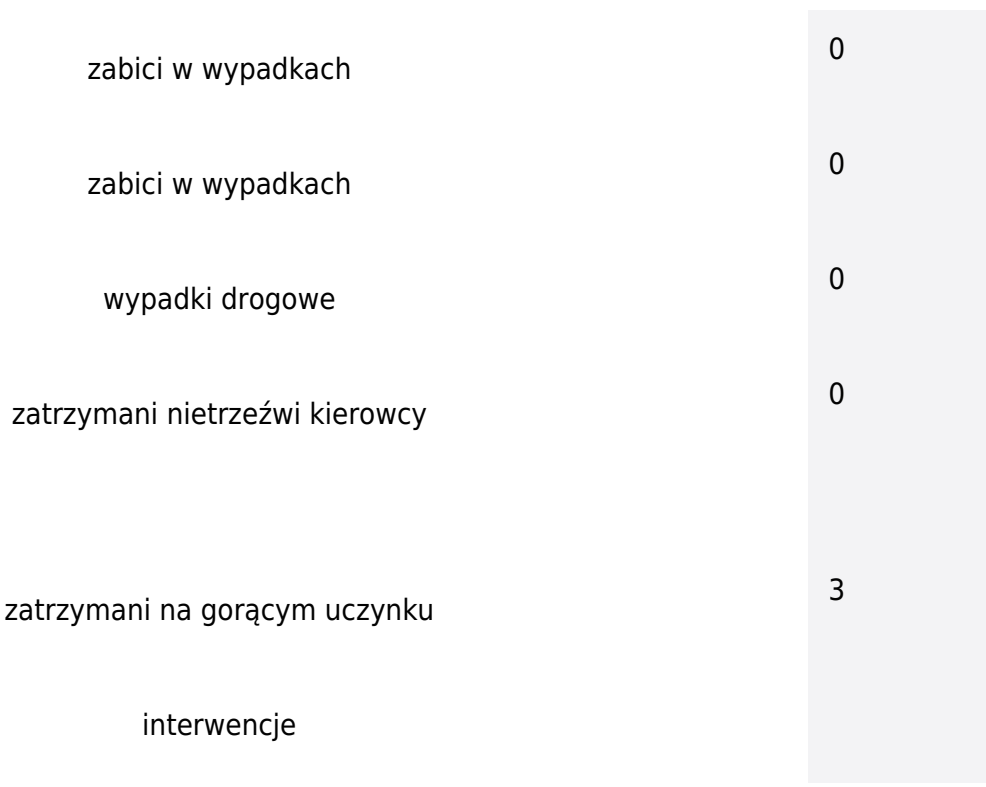 zabici w wypadkach 0
zabici w wypadkach 0
wypadki drogowe 0
zatrzymani nietrzeźwi kierowcy 0
zatrzymani na gorącym uczynku 3
interwencje